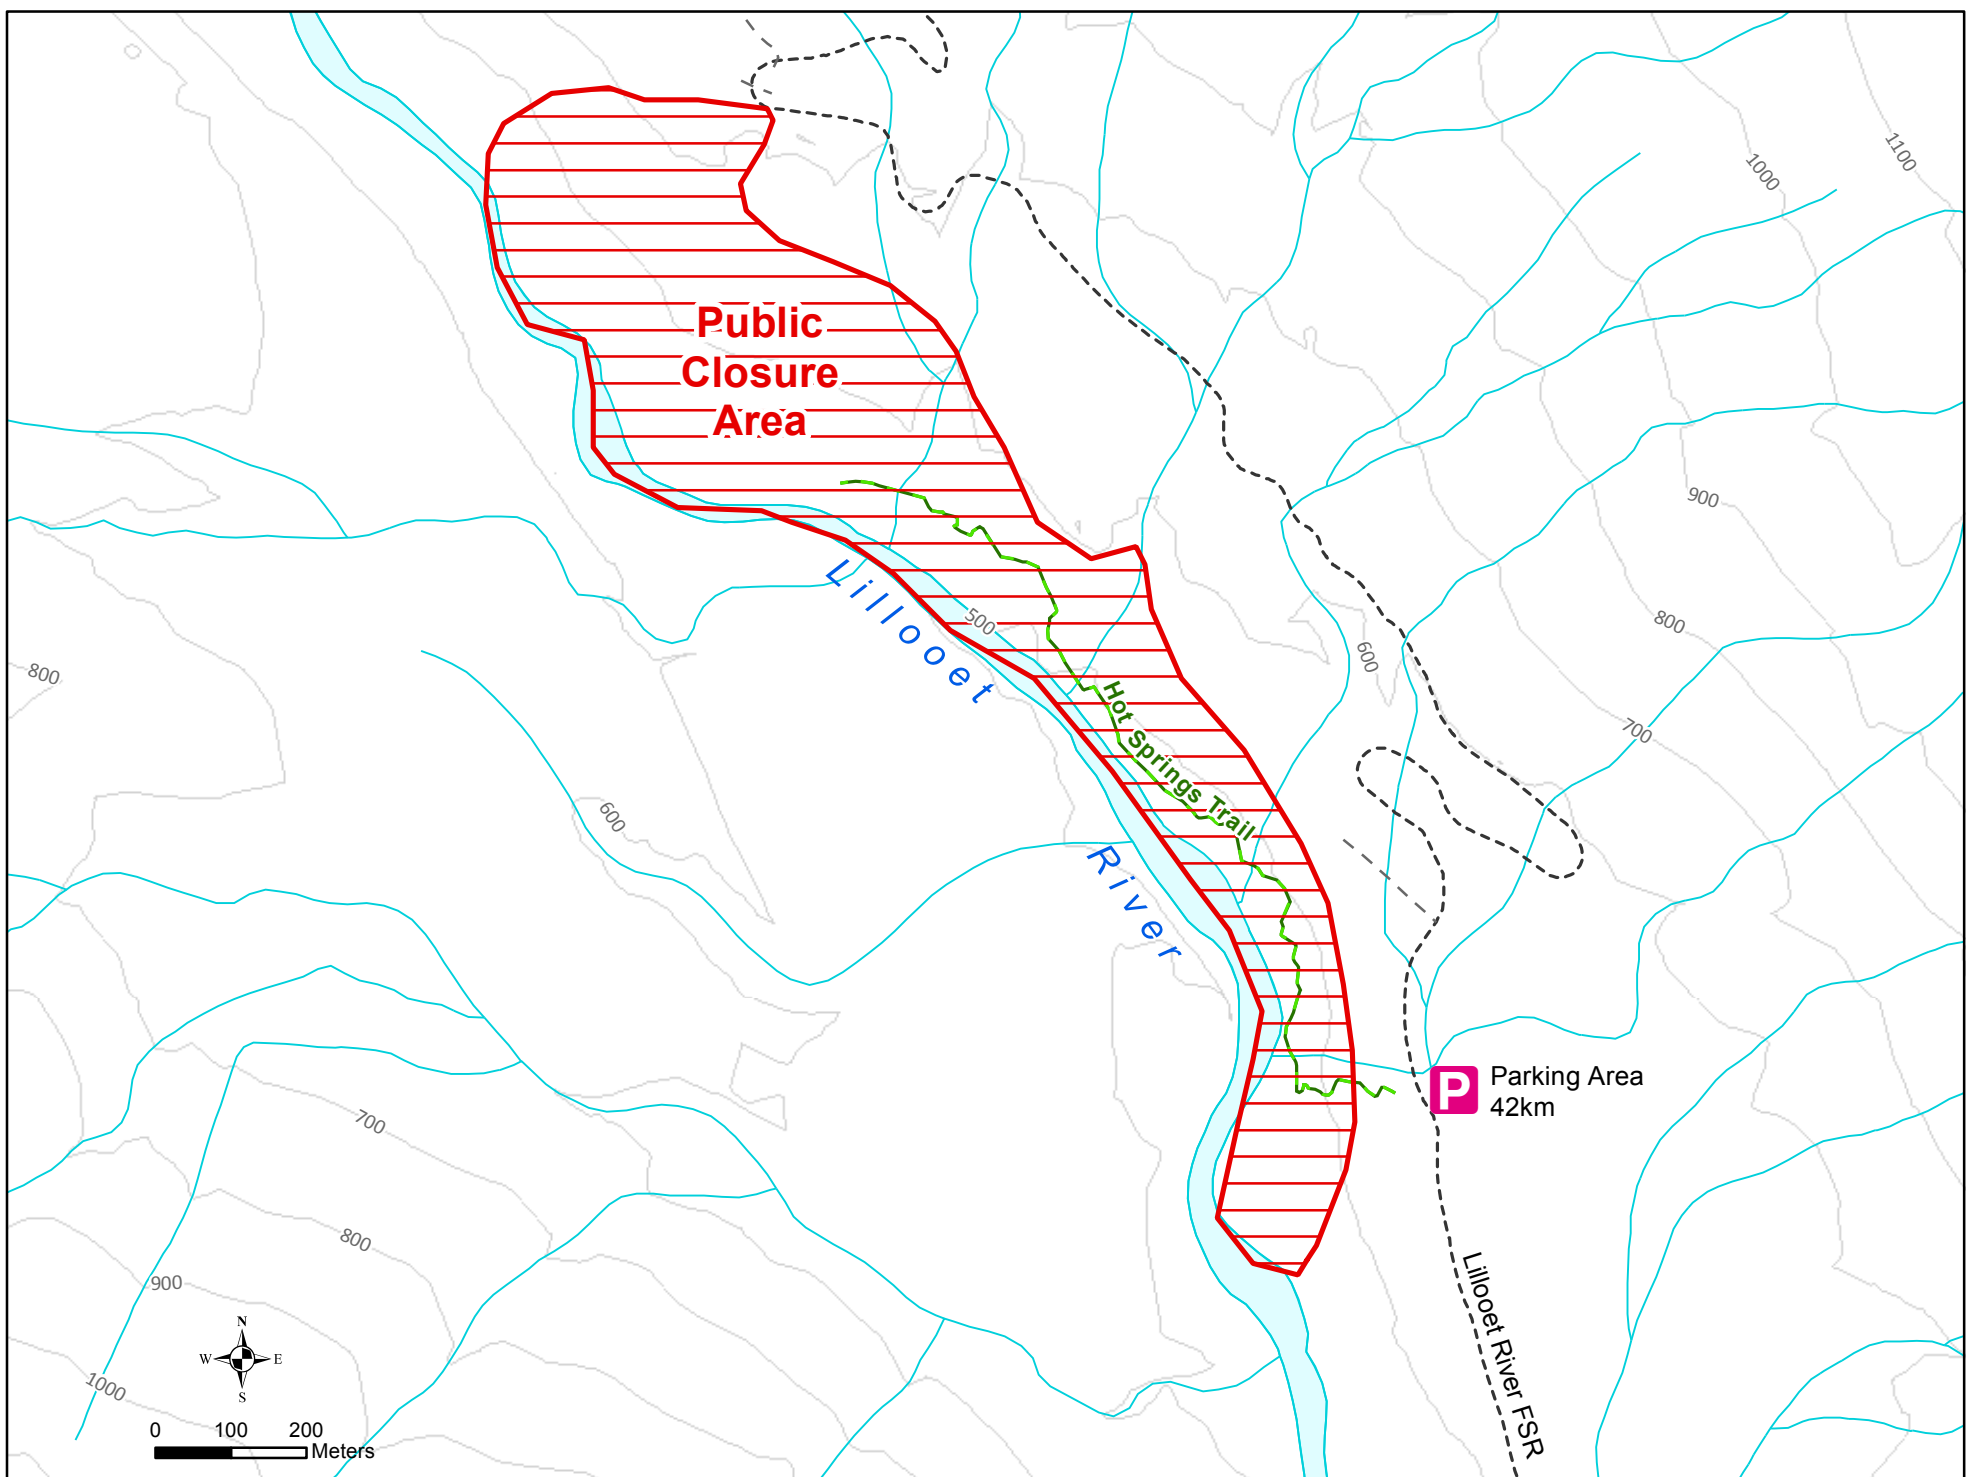 1100
1000
Public
Closure
Area
900
500
800
600
800
Lillooet
River
Hot Springs Trail
700
600
P
Parking Area
42km
700
800
900
1000
Lillooet River FSR
N
W E
S
0 100 200
Meters